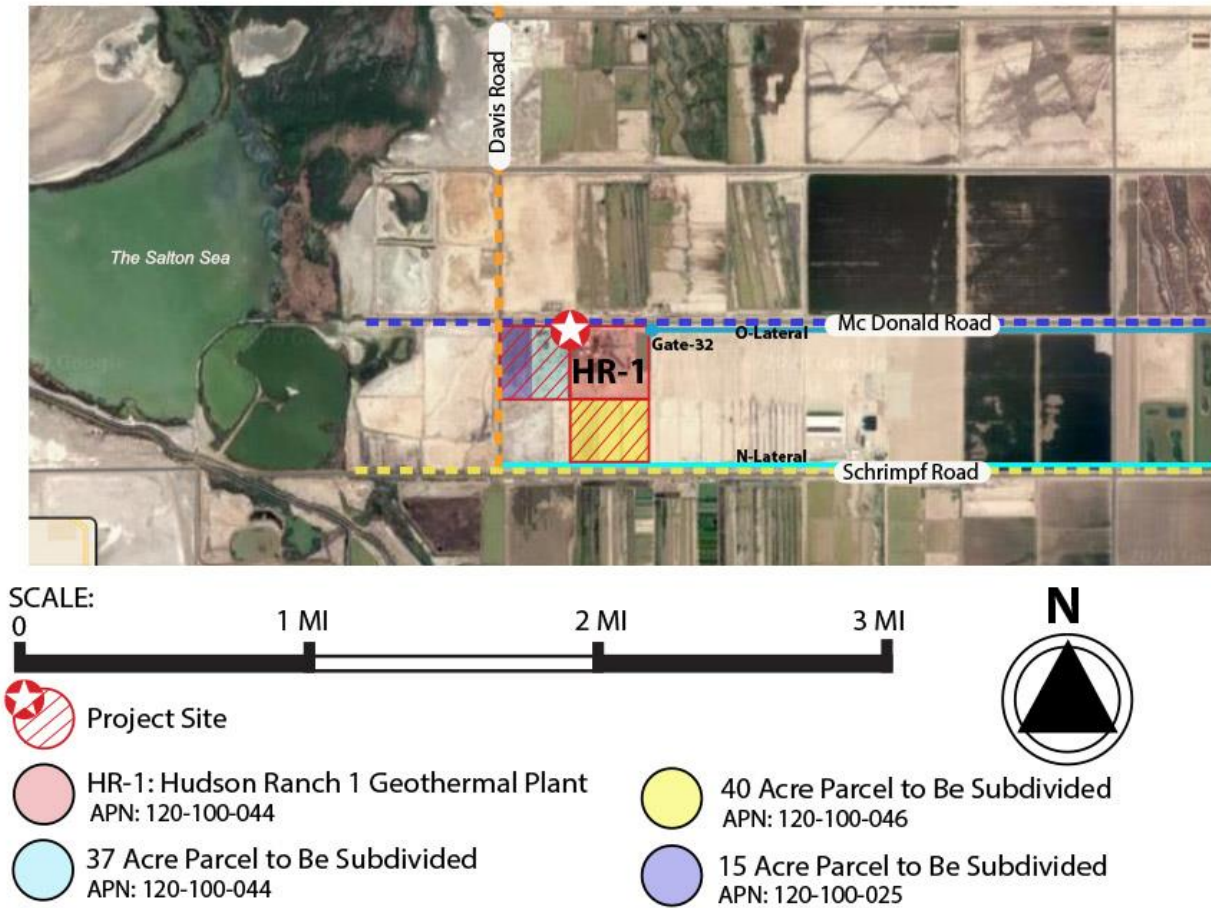 Davis Road
The Salton Sea
Mc Donald Road
O-Lateral
Gate-32
HR-1
N-Lateral
Schrimpf Road
SCALE:
0 1 MI 2 MI 3 MI
N
Project Site
HR-1: Hudson Ranch 1 Geothermal Plant
APN: 120-100-044
37 Acre Parcel to Be Subdivided
APN: 120-100-044
40 Acre Parcel to Be Subdivided
APN: 120-100-046
15 Acre Parcel to Be Subdivided
APN: 120-100-025